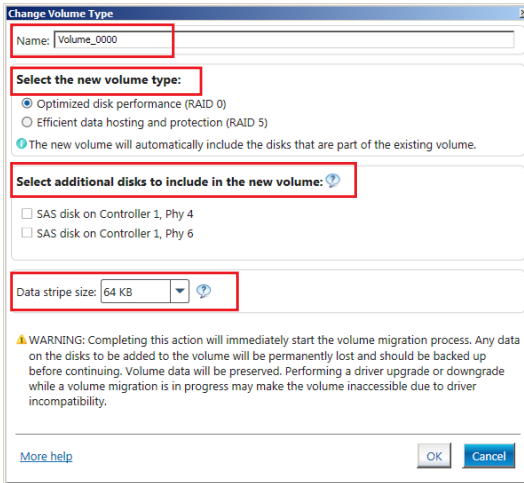 Change Volume Type
Name: Volume_0000
Select the new volume type:
Optimized disk performance (RAID 0)
Efficient data hosting and protection (RAID 5)
The new volume will automatically include the disks that are part of the existing volume.
Select additional disks to include in the new volume:
SAS disk on Controller 1, Phy 4
SAS disk on Controller 1, Phy 6
Data stripe size: 64 KB
WARNING: Completing this action will immediately start the volume migration process. Any data
on the disks to be added to the volume will be permanently lost and should be backed up
before continuing. Volume data will be preserved. Performing a driver upgrade or downgrade
while a volume migration is in progress may make the volume inaccessible due to driver
incompatibility.
More help
OK
Cancel